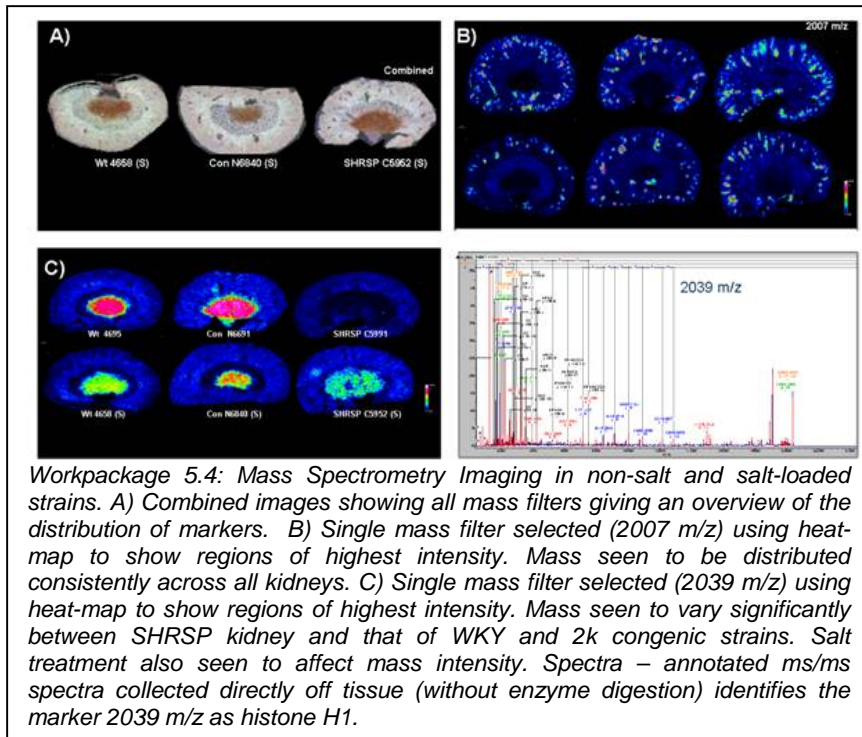 A)
Combined
Wt 4658 (S)
Con N6840 (S)
SHRSP C5952 (S)
B)
2007 m/z
C)
Wt 4695
Con N6691
SHRSP C5991
Wt 4658 (S)
Con N6840 (S)
SHRSP C5952 (S)
2039 m/z
Workpackage 5.4: Mass Spectrometry Imaging in non-salt and salt-loaded
strains. A) Combined images showing all mass filters giving an overview of the
distribution of markers. B) Single mass filter selected (2007 m/z) using heat-
map to show regions of highest intensity. Mass seen to be distributed
consistently across all kidneys. C) Single mass filter selected (2039 m/z) using
heat-map to show regions of highest intensity. Mass seen to vary significantly
between SHRSP kidney and that of WKY and 2k congenic strains. Salt
treatment also seen to affect mass intensity. Spectra – annotated ms/ms
spectra collected directly off tissue (without enzyme digestion) identifies the
marker 2039 m/z as histone H1.